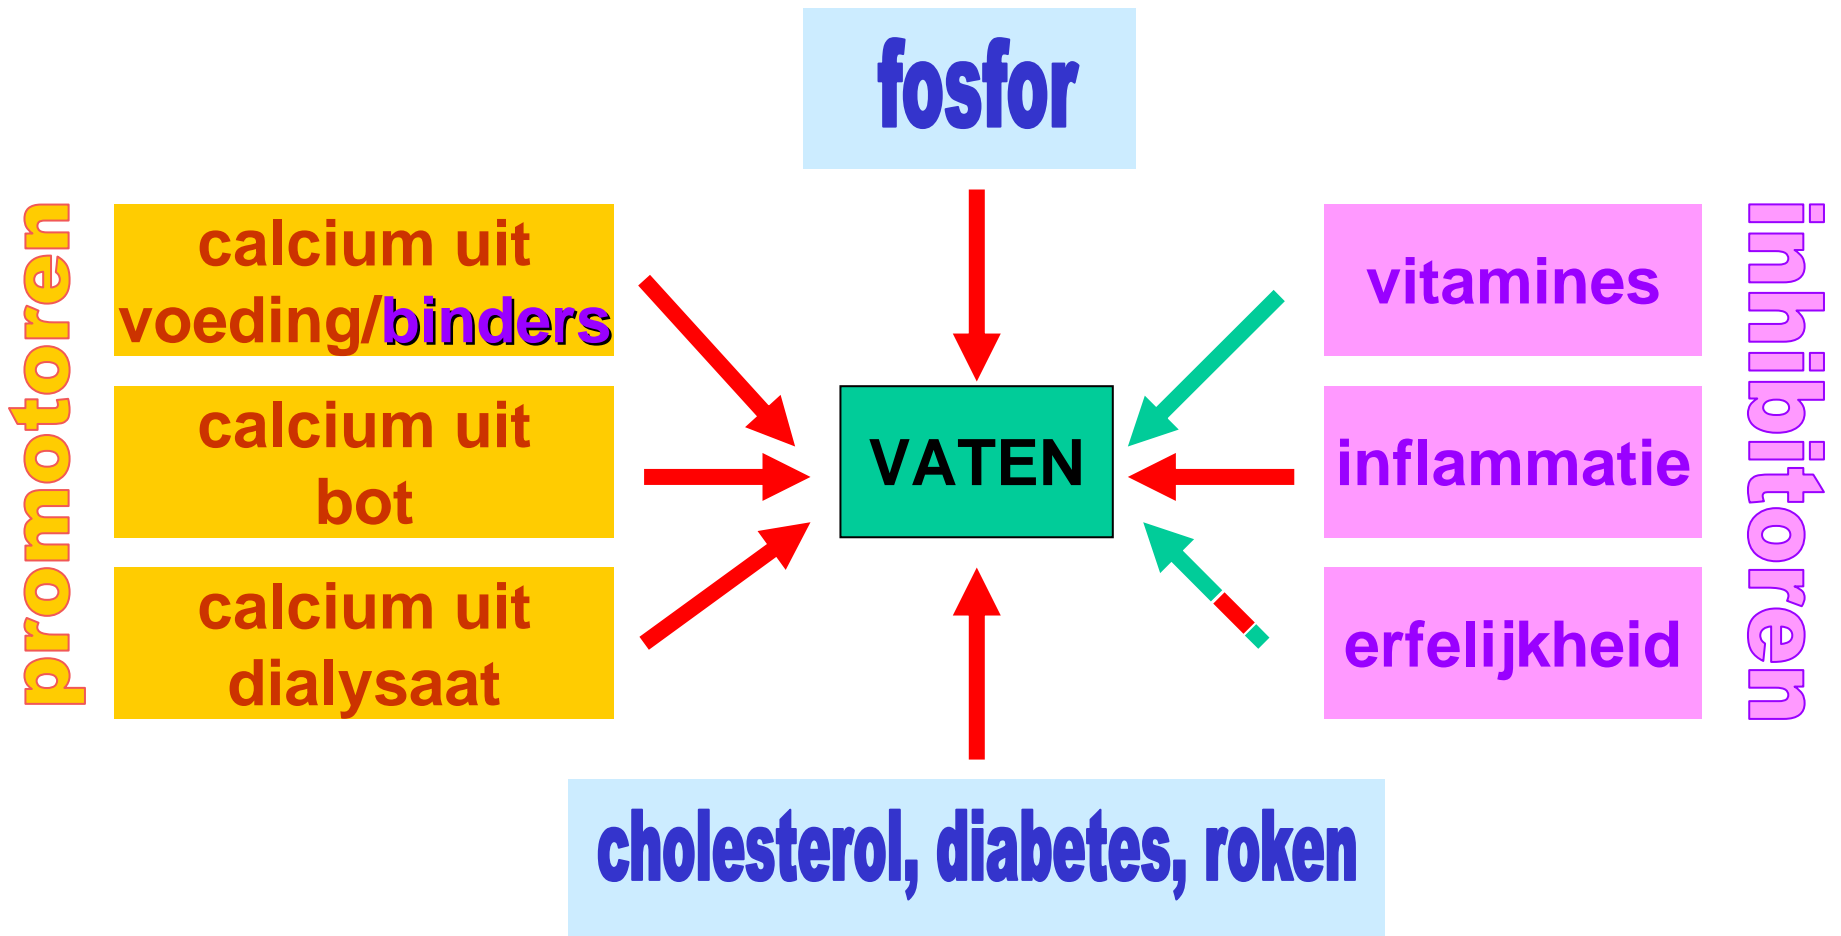 fosfor
promotoren
calcium uit
voeding/binders
calcium uit
bot
calcium uit
dialysaat
VATEN
vitamines
inflammatie
erfelijkheid
inhibitoren
cholesterol, diabetes, roken